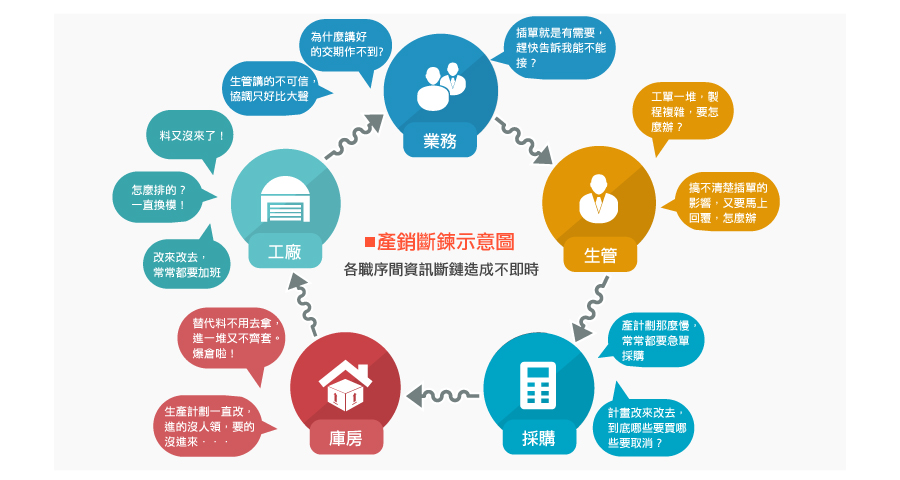 為什麼講好
的交期作不到?
生管講的不可信，
協調只好比大聲
業務
插單就是有需要，
趕快告訴我能不能
接？
工單一堆，製
程複雜，要怎
麼辦？
生管
搞不清楚插單的
影響，又要馬上
回覆，怎麼辦
料又沒來了！
怎麼排的？
一直換模！
改來改去，
常常都要加班
工廠
■產銷斷鍊示意圖
各職序間資訊斷鏈造成不即時
替代料不用去拿，
進一堆又不齊套。
爆倉啦！
生產計劃一直改，
進的沒人領，要的
沒進來．．．
庫房
採購
產計劃那麼慢，
常常都要急單
採購
計畫改來改去，
到底哪些要買哪
些要取消？